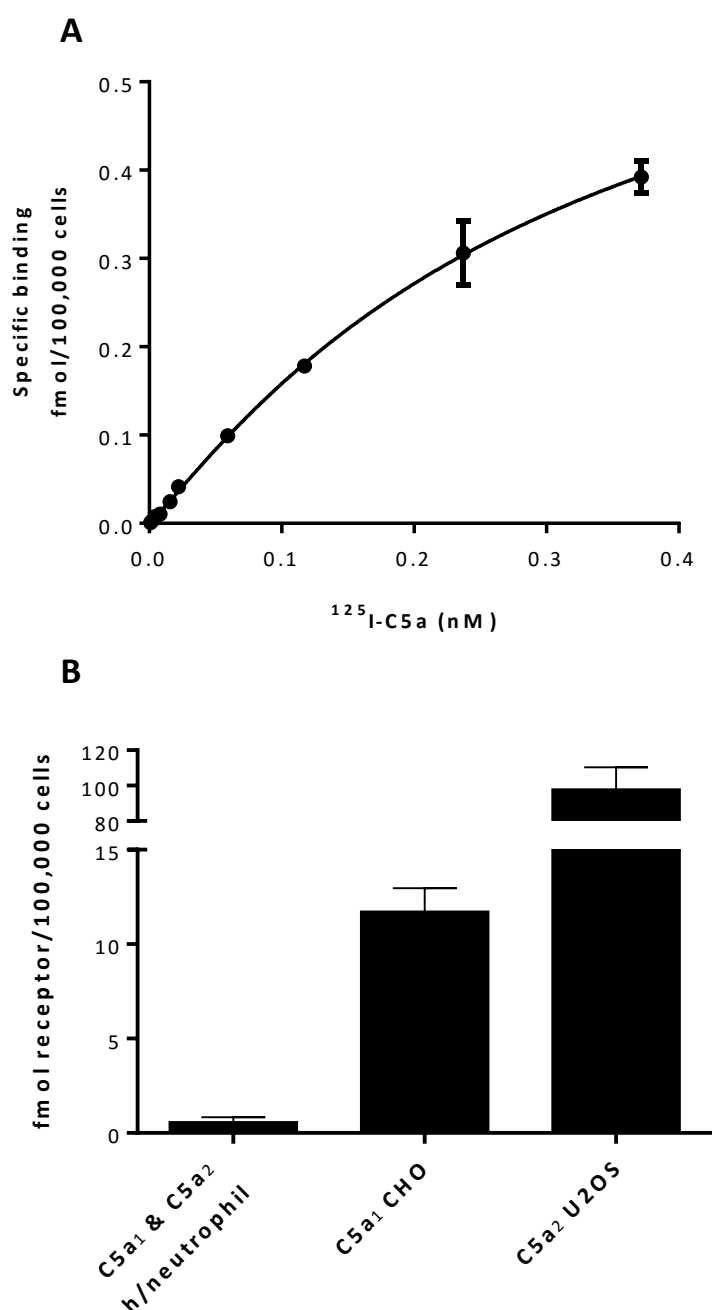 A
0.5
0.4
0.3
0.2
0.1
0.0
Specific binding
fmol/100,000 cells
0.0 0.1 0.2 0.3 0.4
¹²⁵I-C5a (nM)
B
120
100
80
15
10
5
0
fmol receptor/100,000 cells
C5a₁ & C5a₂
h/neutrophil
C5a₁ CHO
C5a₂ U2OS